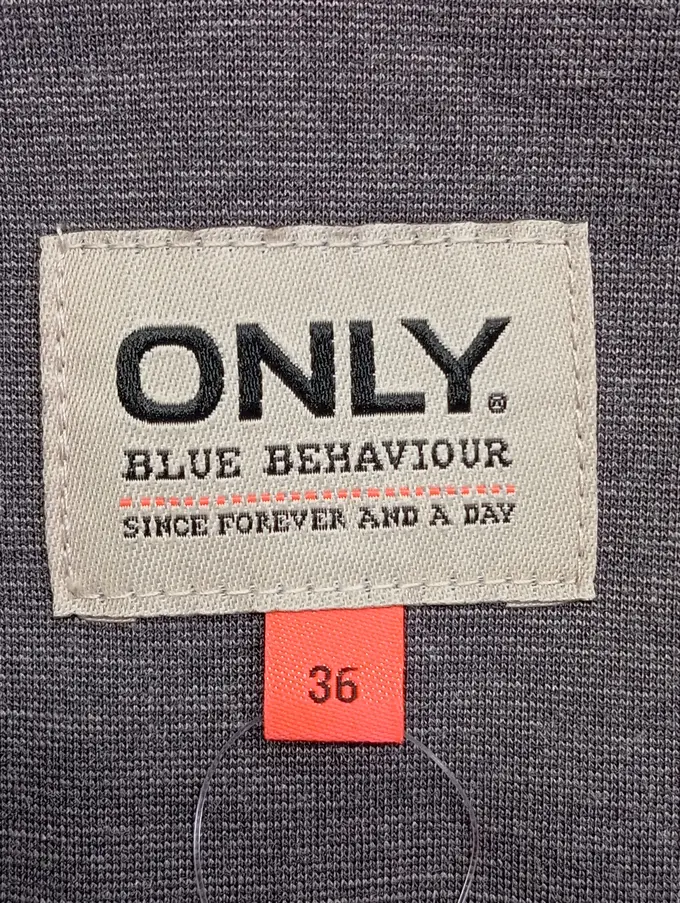 ONLY®
BLUE BEHAVIOUR
SINCE FOREVER AND A DAY
36